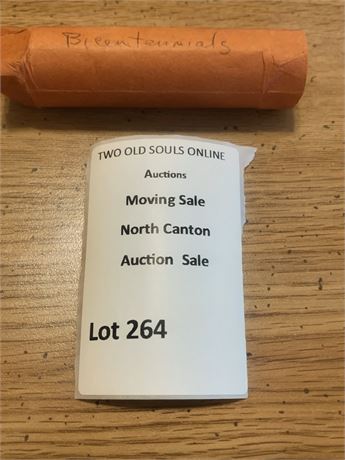 Bicentennials
TWO OLD SOULS ONLINE
Auctions
Moving Sale
North Canton
Auction Sale
Lot 264